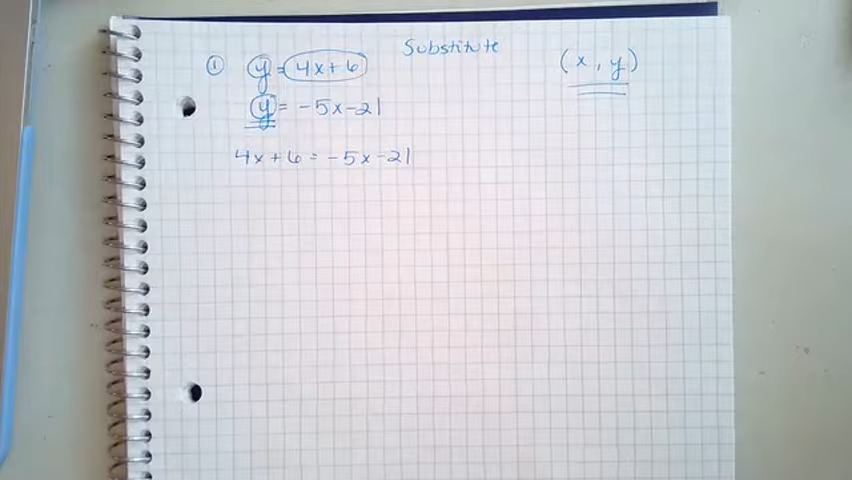 Substitute
① y = 4x + 6
(x, y)
y = -5x - 21
4x + 6 = -5x - 21